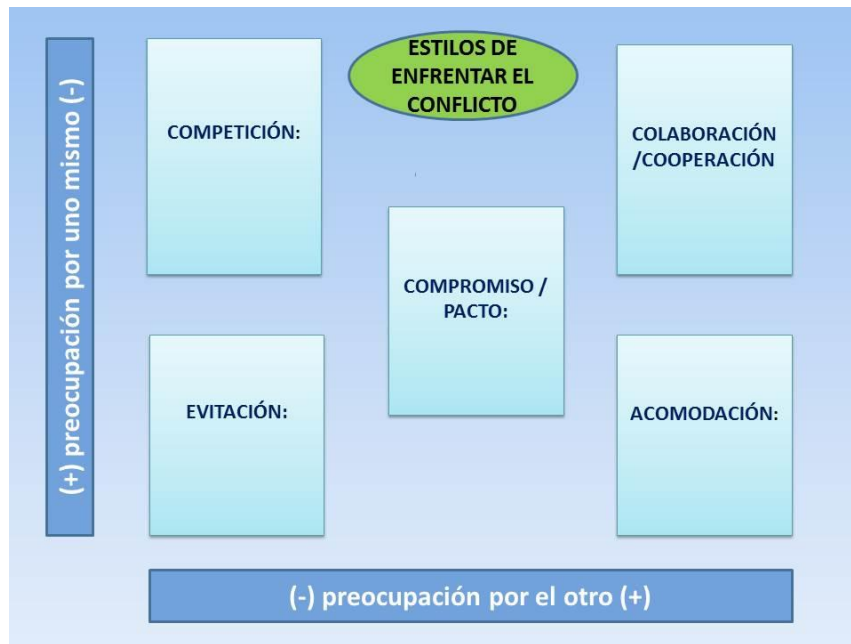 ESTILOS DE
ENFRENTAR EL
CONFLICTO
COMPETICIÓN:
COLABORACIÓN
/COOPERACIÓN
COMPROMISO /
PACTO:
EVITACIÓN:
ACOMODACIÓN:
(+) preocupación por uno mismo (-)
(-) preocupación por el otro (+)